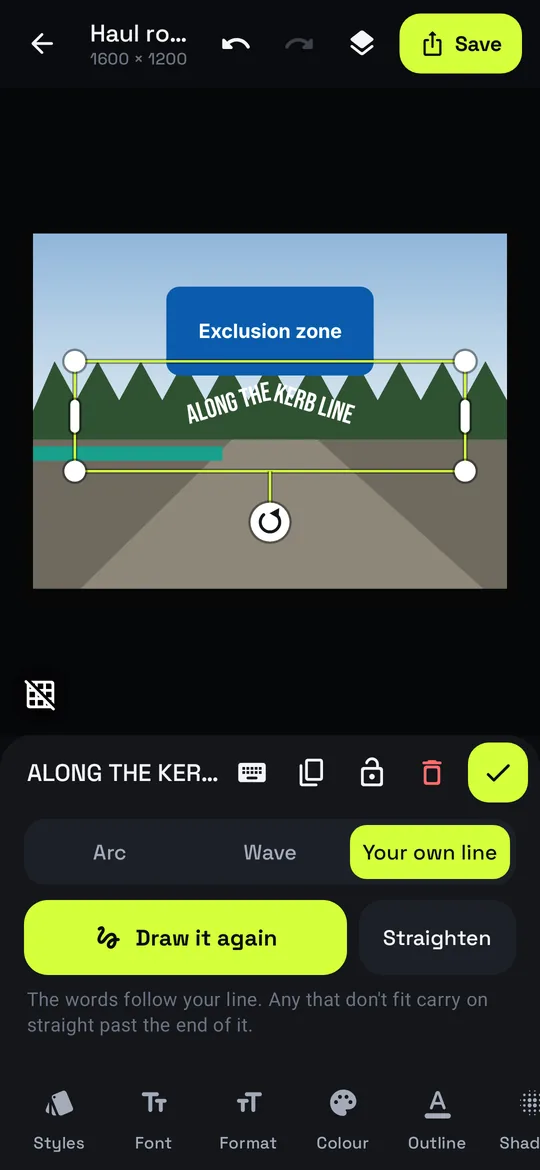 Haul ro...
1600 × 1200
Save
Exclusion zone
ALONG THE KERB LINE
ALONG THE KER...
Arc
Wave
Your own line
Draw it again
Straighten
The words follow your line. Any that don't fit carry on
straight past the end of it.
Styles
Font
Format
Colour
Outline
Shad